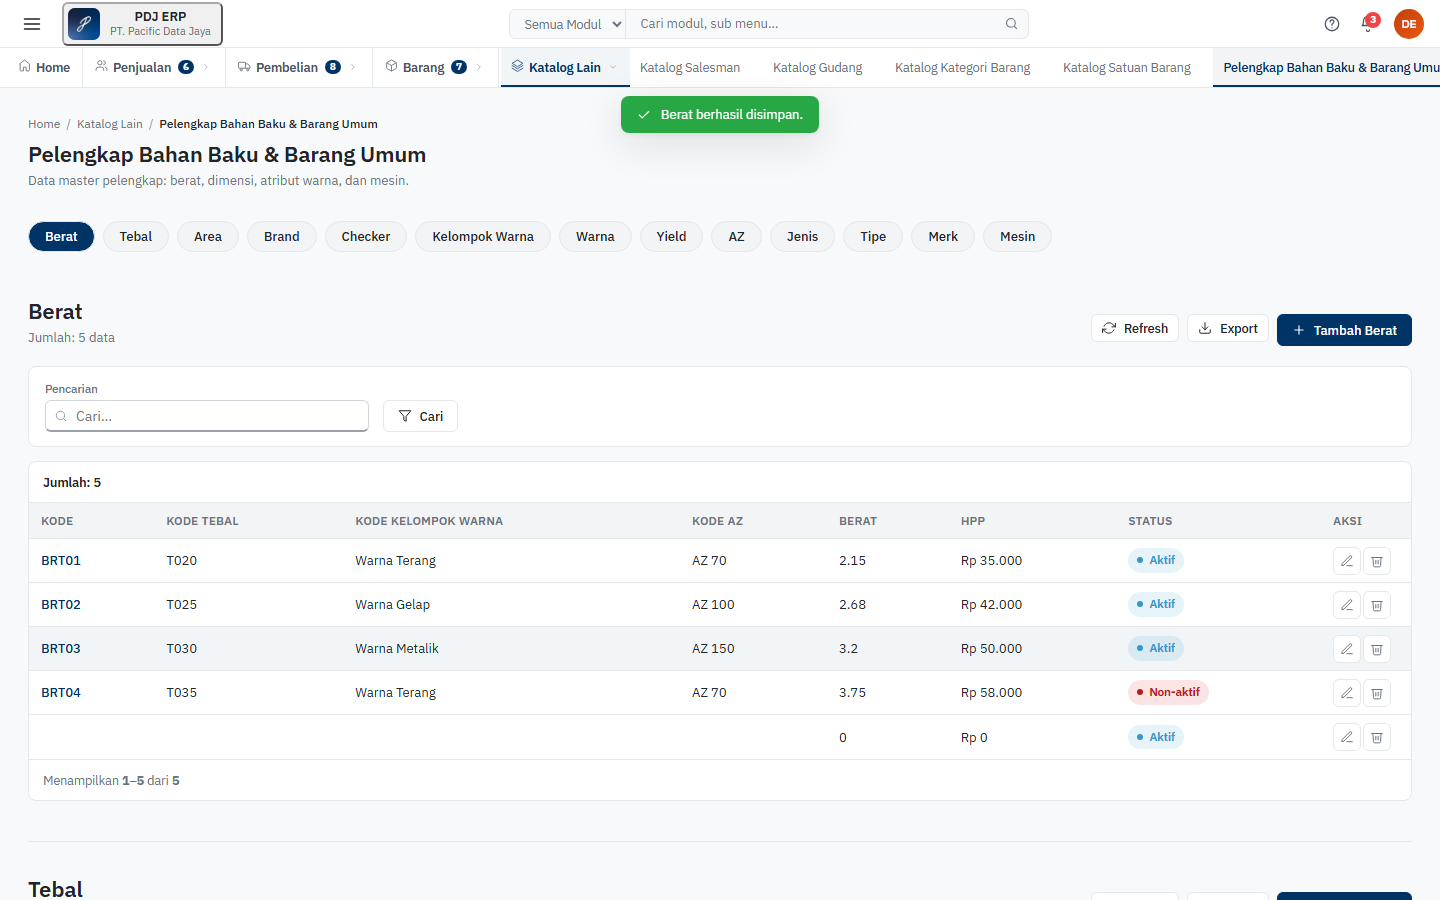 PDJ ERP
PT. Pacific Data Jaya
Semua Modul
Cari modul, sub menu...
3
DE
Home
Penjualan 6
Pembelian 8
Barang 7
Katalog Lain
Katalog Salesman
Katalog Gudang
Katalog Kategori Barang
Katalog Satuan Barang
Pelengkap Bahan Baku & Barang Umu
Berat berhasil disimpan.
Home / Katalog Lain / Pelengkap Bahan Baku & Barang Umum
Pelengkap Bahan Baku & Barang Umum
Data master pelengkap: berat, dimensi, atribut warna, dan mesin.
Berat Tebal Area Brand Checker Kelompok Warna Warna Yield AZ Jenis Tipe Merk Mesin
Berat
Jumlah: 5 data
Refresh Export Tambah Berat
Pencarian
Cari... Cari
Jumlah: 5
KODE KODE TEBAL KODE KELOMPOK WARNA KODE AZ BERAT HPP STATUS AKSI
BRT01 T020 Warna Terang AZ 70 2.15 Rp 35.000 Aktif
BRT02 T025 Warna Gelap AZ 100 2.68 Rp 42.000 Aktif
BRT03 T030 Warna Metalik AZ 150 3.2 Rp 50.000 Aktif
BRT04 T035 Warna Terang AZ 70 3.75 Rp 58.000 Non-aktif
0 Rp 0 Aktif
Menampilkan 1–5 dari 5
Tebal